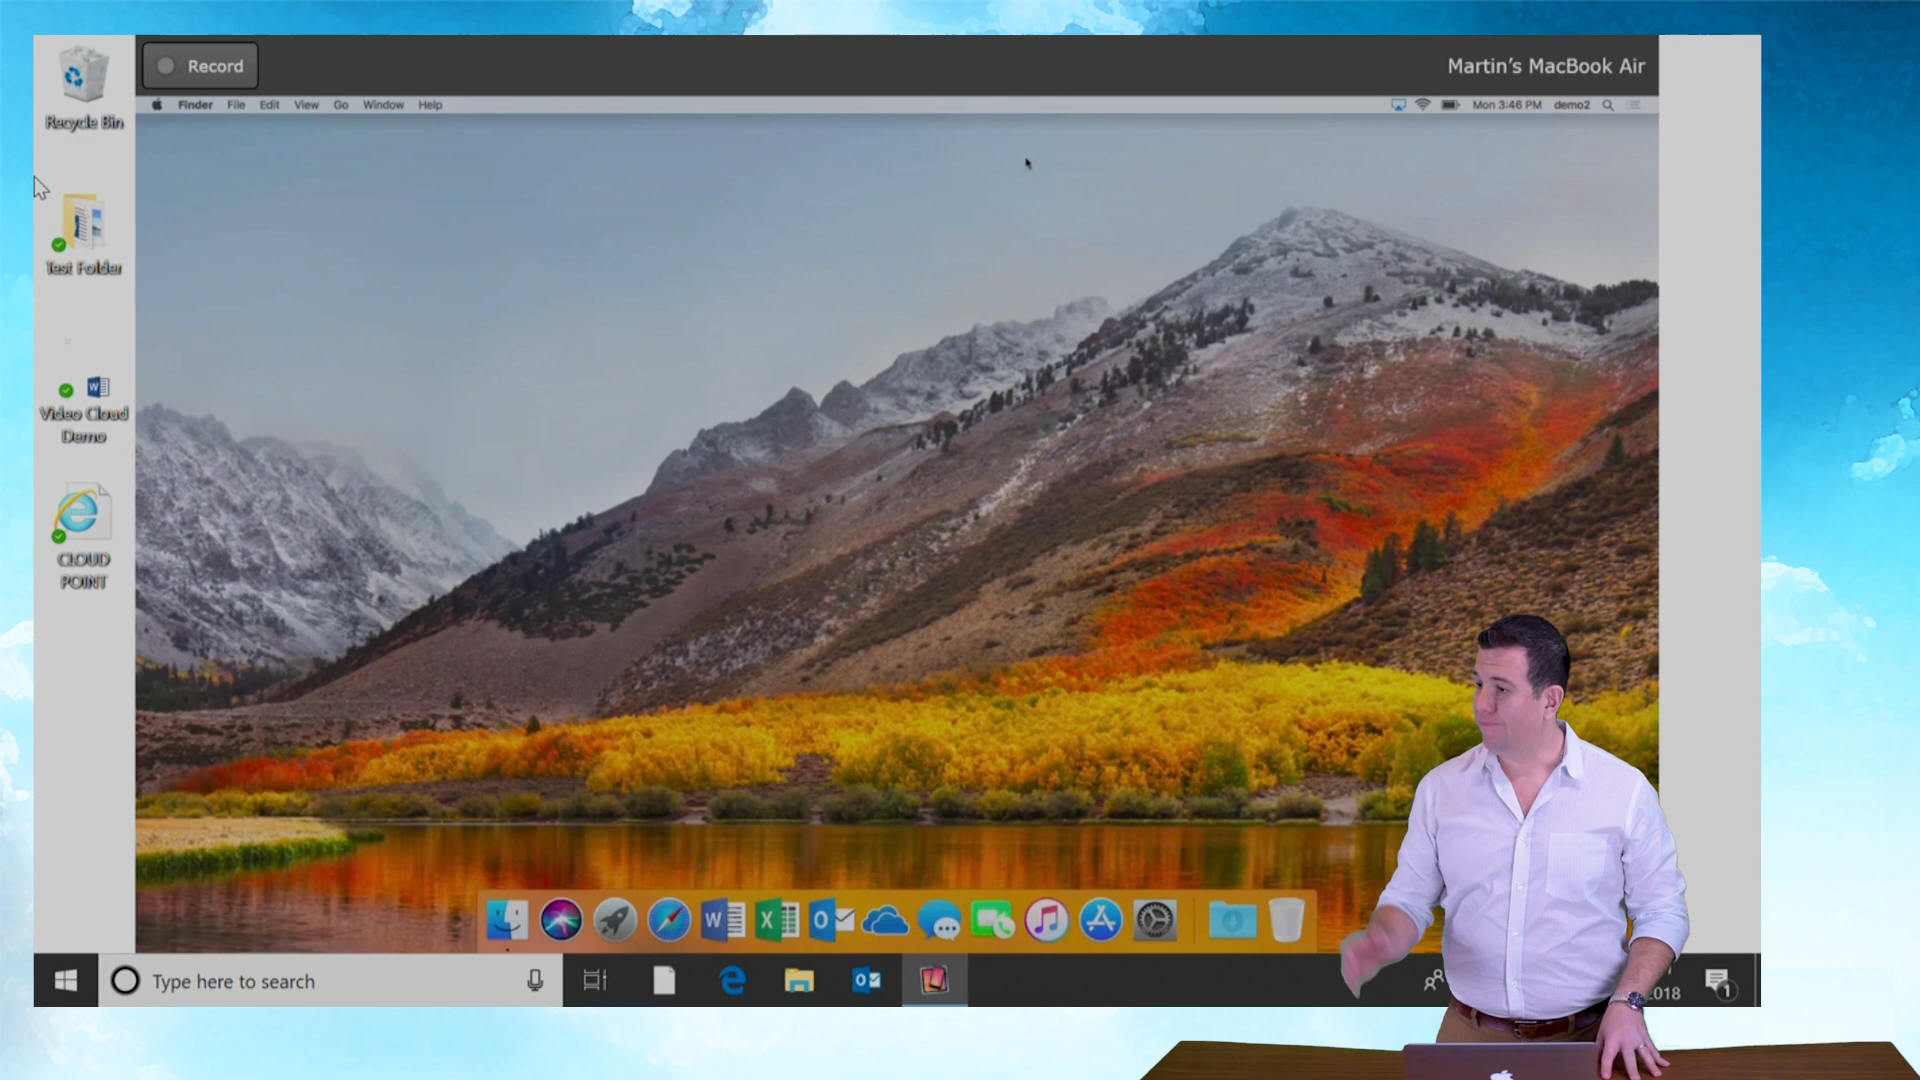 Record
Martin's MacBook Air
Finder File Edit View Go Window Help
Mon 3:46 PM demo2
Recycle Bin
Test Folder
Video Cloud
Demo
CLOUD
POINT
Type here to search
1